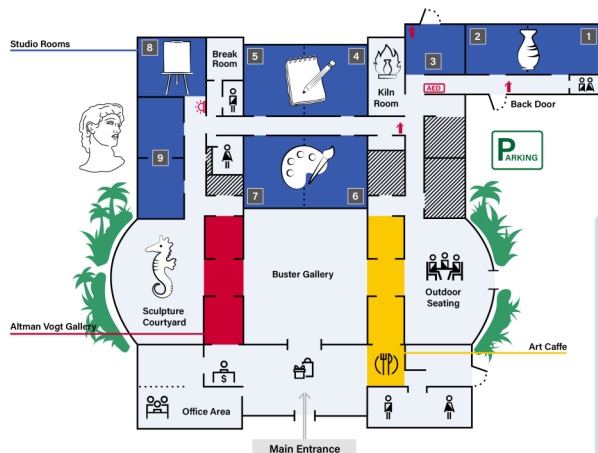 Studio Rooms
8
Break
Room
5
4
Kiln
Room
3
2
1
AED
Back Door
PARKING
9
7
6
Buster Gallery
Sculpture
Courtyard
Outdoor
Seating
Altman Vogt Gallery
Art Caffe
$
Office Area
Main Entrance